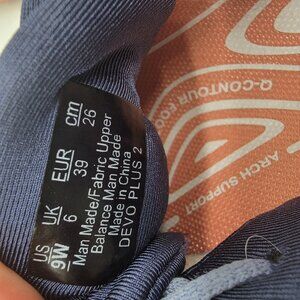 US UK EUR cm
9W 6 39 26
Man Made/Fabric Upper
Balance Man Made
Made in China
DEVO PLUS 2
Q-CONTOUR FOO
ARCH SUPPORT